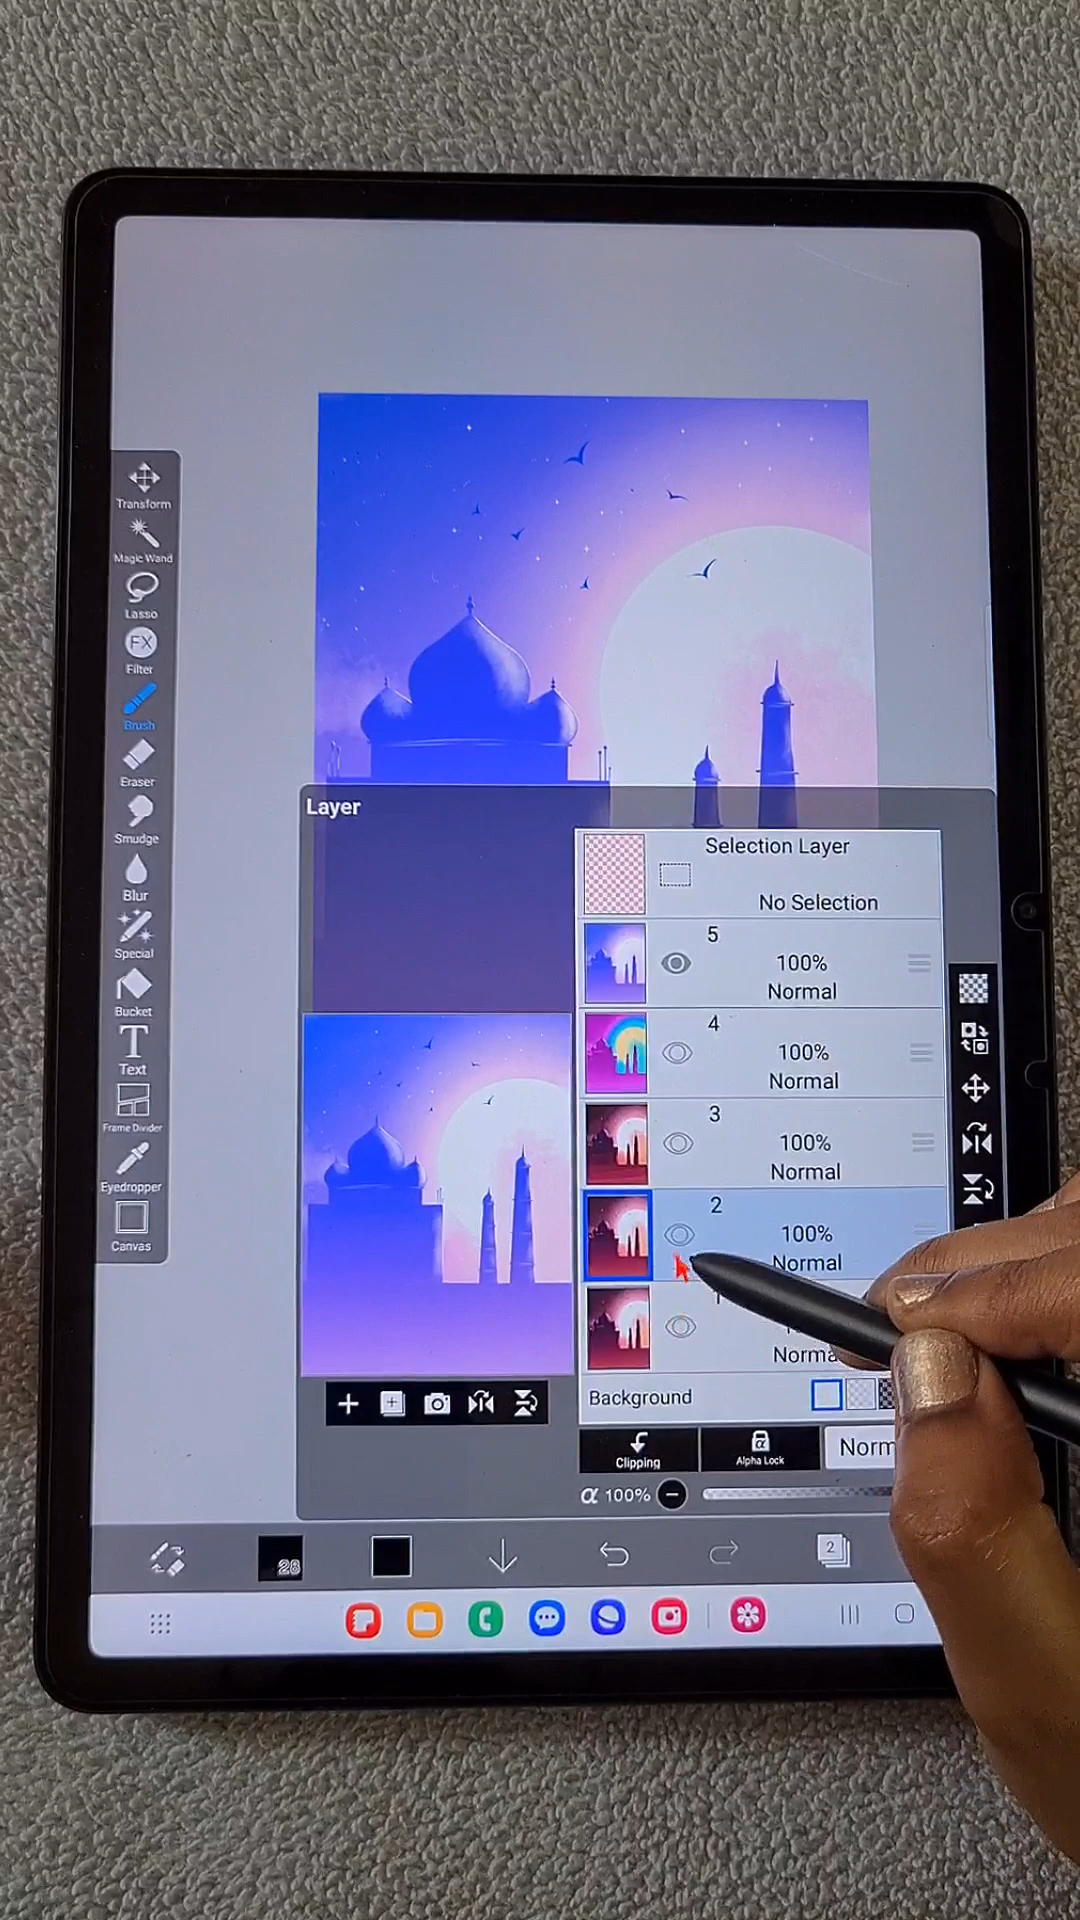 Transform
Magic Wand
Lasso
FX
Filter
Brush
Eraser
Smudge
Blur
Special
Bucket
T
Text
Frame Divider
Eyedropper
Canvas
Layer
Selection Layer
No Selection
5
100%
Normal
4
100%
Normal
3
100%
Normal
2
100%
Normal
1
Norma
Background
Clipping
α
Alpha Lock
Norm
α 100%
28
2